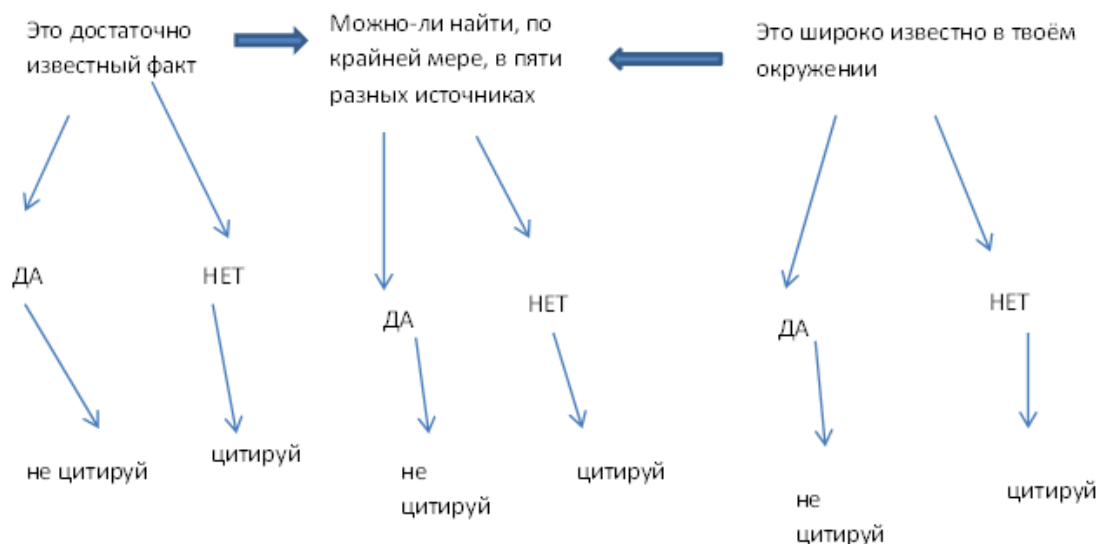 Это достаточно
известный факт
Можно-ли найти, по
крайней мере, в пяти
разных источниках
Это широко известно в твоём
окружении
ДА
НЕТ
ДА
НЕТ
ДА
НЕТ
не цитируй
цитируй
не
цитируй
цитируй
не
цитируй
цитируй